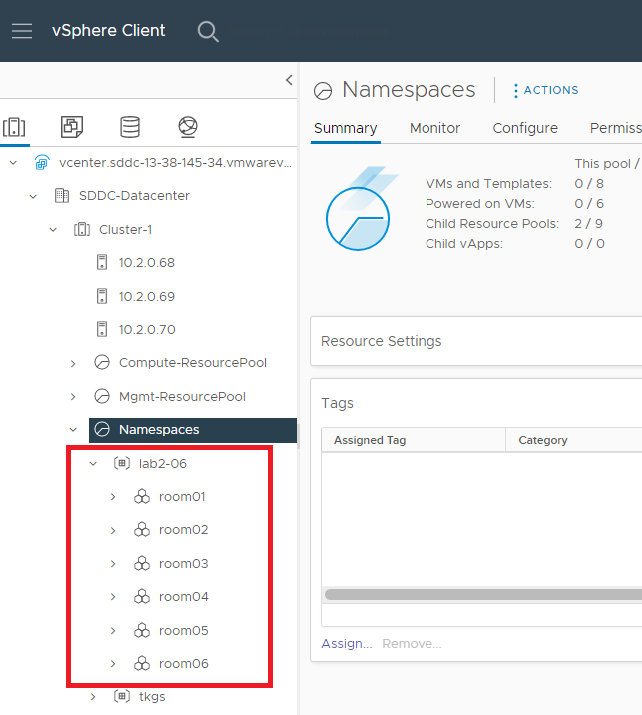 vSphere Client
Namespaces
ACTIONS
Summary Monitor Configure Permiss
vcenter.sddc-13-38-145-34.vmwarev...
SDDC-Datacenter
Cluster-1
10.2.0.68
10.2.0.69
10.2.0.70
Compute-ResourcePool
Mgmt-ResourcePool
Namespaces
lab2-06
room01
room02
room03
room04
room05
room06
tkgs
This pool /
VMs and Templates: 0 / 8
Powered on VMs: 0 / 6
Child Resource Pools: 2 / 9
Child vApps: 0 / 0
Resource Settings
Tags
Assigned Tag Category
Assign... Remove...